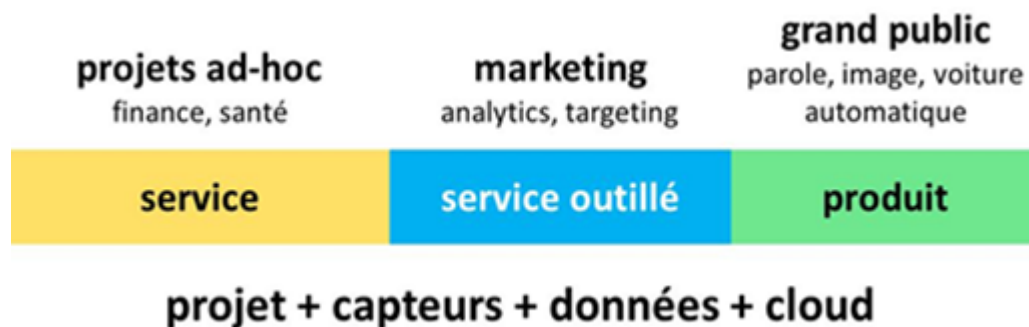 projets ad-hoc
finance, santé
marketing
analytics, targeting
grand public
parole, image, voiture
automatique
service
service outillé
produit
projet + capteurs + données + cloud